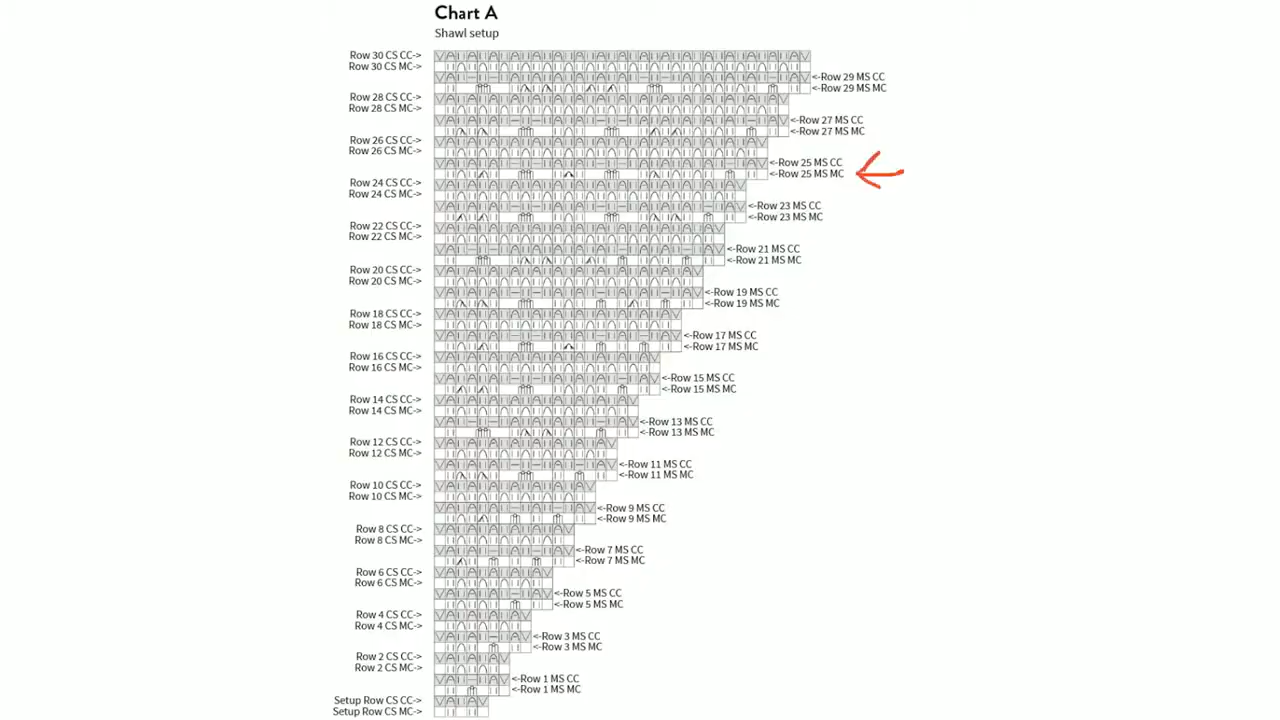 Chart A
Shawl setup
Row 30 CS CC->
Row 30 CS MC->
<-Row 29 MS CC
<-Row 29 MS MC
Row 28 CS CC->
Row 28 CS MC->
<-Row 27 MS CC
<-Row 27 MS MC
Row 26 CS CC->
Row 26 CS MC->
<-Row 25 MS CC
<-Row 25 MS MC
Row 24 CS CC->
Row 24 CS MC->
<-Row 23 MS CC
<-Row 23 MS MC
Row 22 CS CC->
Row 22 CS MC->
<-Row 21 MS CC
<-Row 21 MS MC
Row 20 CS CC->
Row 20 CS MC->
<-Row 19 MS CC
<-Row 19 MS MC
Row 18 CS CC->
Row 18 CS MC->
<-Row 17 MS CC
<-Row 17 MS MC
Row 16 CS CC->
Row 16 CS MC->
<-Row 15 MS CC
<-Row 15 MS MC
Row 14 CS CC->
Row 14 CS MC->
<-Row 13 MS CC
<-Row 13 MS MC
Row 12 CS CC->
Row 12 CS MC->
<-Row 11 MS CC
<-Row 11 MS MC
Row 10 CS CC->
Row 10 CS MC->
<-Row 9 MS CC
<-Row 9 MS MC
Row 8 CS CC->
Row 8 CS MC->
<-Row 7 MS CC
<-Row 7 MS MC
Row 6 CS CC->
Row 6 CS MC->
<-Row 5 MS CC
<-Row 5 MS MC
Row 4 CS CC->
Row 4 CS MC->
<-Row 3 MS CC
<-Row 3 MS MC
Row 2 CS CC->
Row 2 CS MC->
<-Row 1 MS CC
<-Row 1 MS MC
Setup Row CS CC->
Setup Row CS MC->